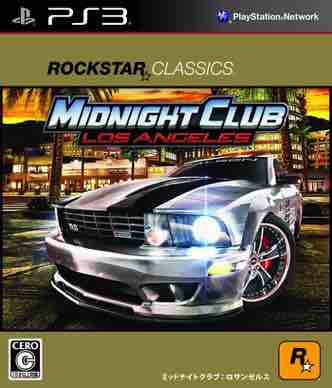 PS3
PlayStation Network
ROCKSTAR CLASSICS
MIDNIGHT CLUB
LOS ANGELES
CERO
C
ミッドナイトクラブ：ロサンゼルス
R